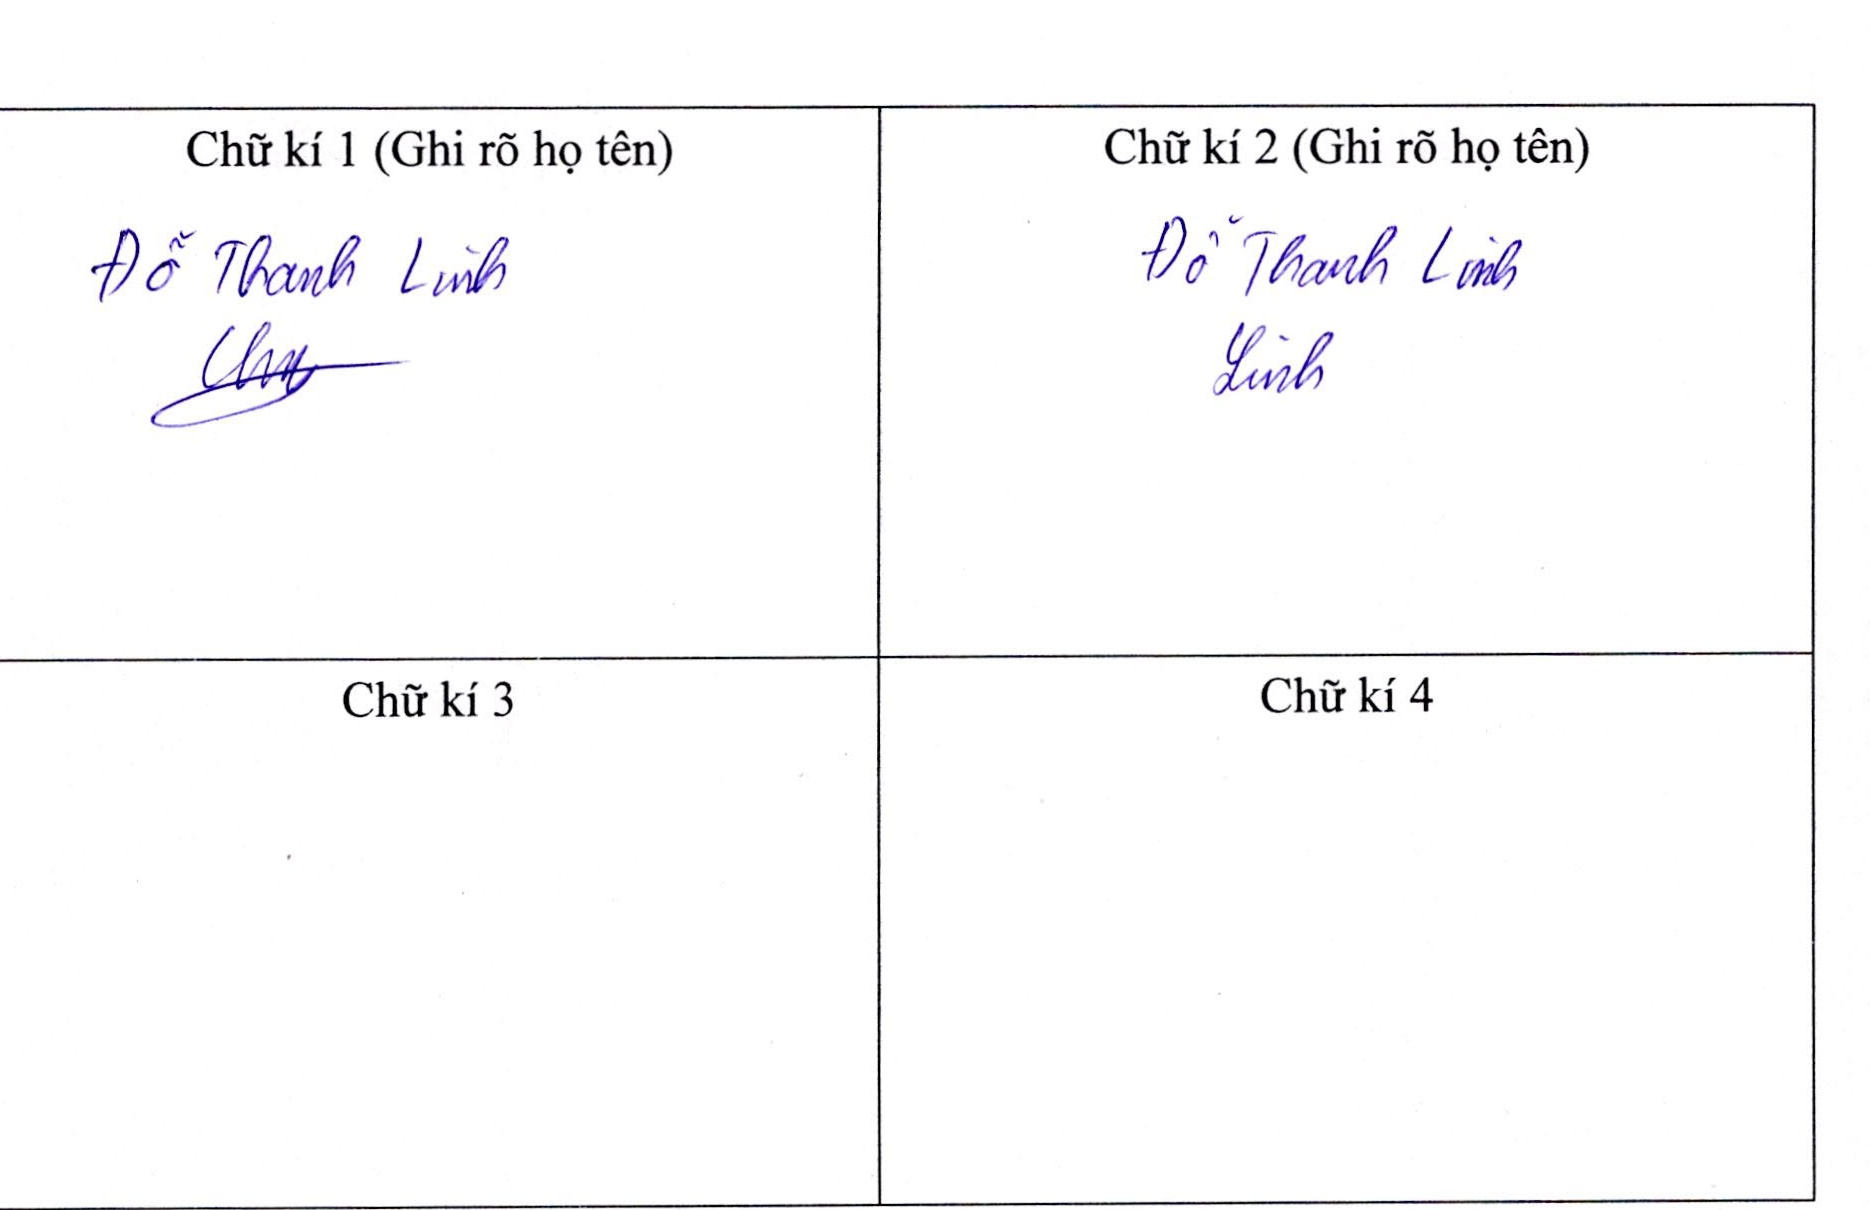 Chữ kí 1 (Ghi rõ họ tên)
Đỗ Thanh Linh
Chữ kí 2 (Ghi rõ họ tên)
Đỗ Thanh Linh
Linh
Chữ kí 3
Chữ kí 4